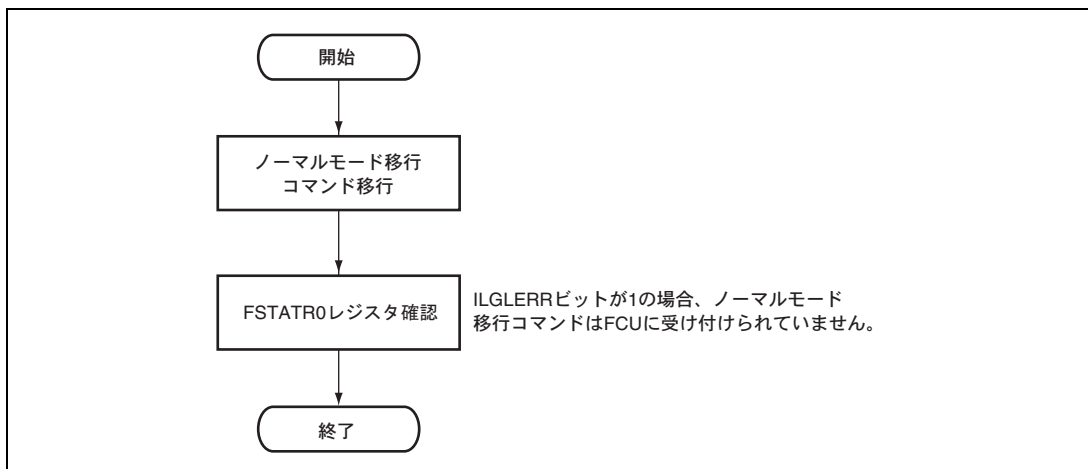 開始
ノーマルモード移行
コマンド移行
FSTATR0レジスタ確認
ILGLERRビットが1の場合、ノーマルモード
移行コマンドはFCUに受け付けられていません。
終了